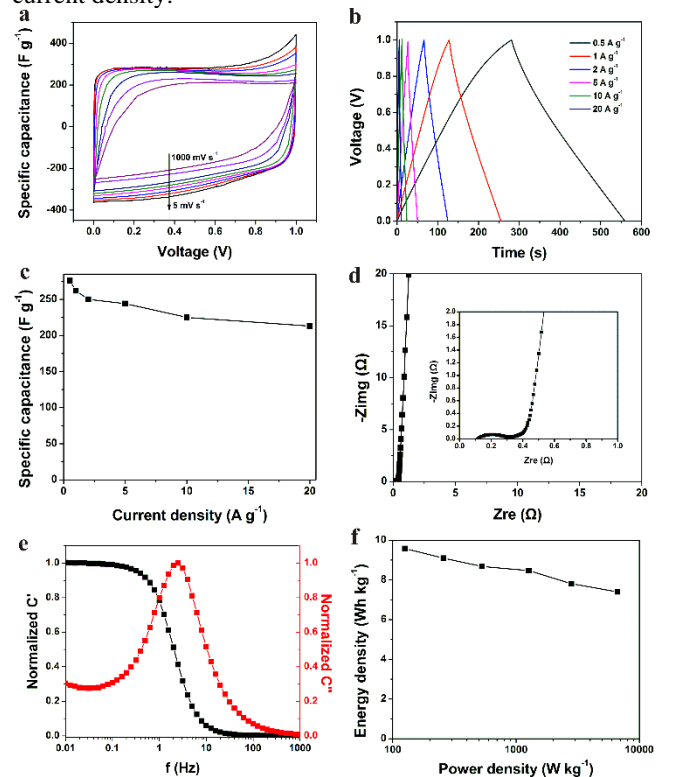 current density.
a
Specific capacitance (F g⁻¹)
400
200
0
-200
-400
1000 mV s⁻¹
5 mV s⁻¹
0.0 0.2 0.4 0.6 0.8 1.0
Voltage (V)
b
Voltage (V)
1.0
0.8
0.6
0.4
0.2
0.0
0.5 A g⁻¹
1 A g⁻¹
2 A g⁻¹
5 A g⁻¹
10 A g⁻¹
20 A g⁻¹
0 100 200 300 400 500 600
Time (s)
c
Specific capacitance (F g⁻¹)
250
200
150
100
50
0
0 5 10 15 20
Current density (A g⁻¹)
d
-Zimg (Ω)
20
15
10
5
0
-Zimg (Ω)
2.0
1.8
1.6
1.4
1.2
1.0
0.8
0.6
0.4
0.2
0.0
0.0 0.2 0.4 0.6 0.8 1.0
Zre (Ω)
0 5 10 15 20
Zre (Ω)
e
Normalized C'
1.0
0.8
0.6
0.4
0.2
0.0
1.0
0.8
0.6
0.4
0.2
0.0
Normalized C"
0.01 0.1 1 10 100 1000
f (Hz)
f
Energy density (Wh kg⁻¹)
10
8
6
4
2
0
100 1000 10000
Power density (W kg⁻¹)